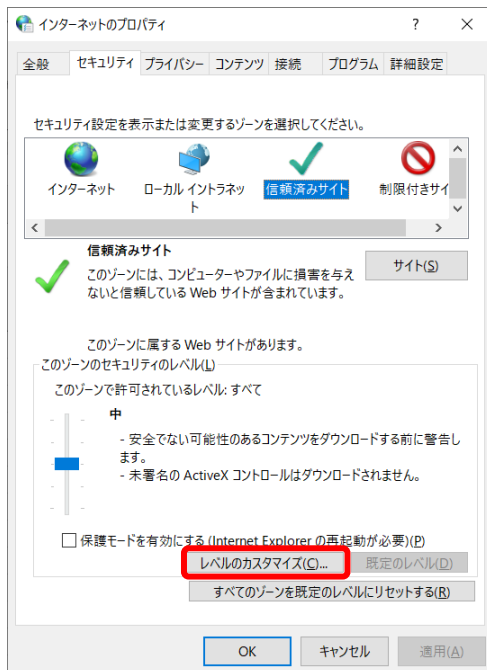 インターネットのプロパティ
?
全般 セキュリティ プライバシー コンテンツ 接続 プログラム 詳細設定
セキュリティ設定を表示または変更するゾーンを選択してください。
インターネット ローカル イントラネッ 信頼済みサイト 制限付きサイ
ト
信頼済みサイト
サイト(S)
このゾーンには、コンピューターやファイルに損害を与え
ないと信頼している Web サイトが含まれています。
このゾーンに属する Web サイトがあります。
このゾーンのセキュリティのレベル(L)
このゾーンで許可されているレベル: すべて
中
- 安全でない可能性のあるコンテンツをダウンロードする前に警告し
ます。
- 未署名の ActiveX コントロールはダウンロードされません。
保護モードを有効にする (Internet Explorer の再起動が必要)(P)
レベルのカスタマイズ(C)... 既定のレベル(D)
すべてのゾーンを既定のレベルにリセットする(R)
OK キャンセル 適用(A)